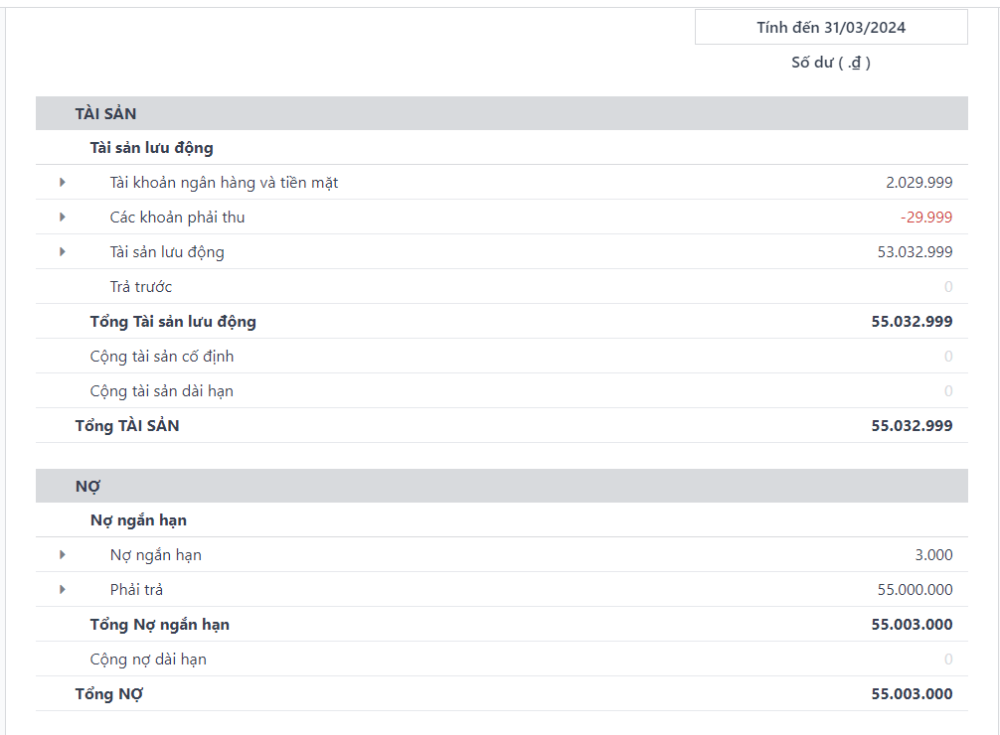 Tính đến 31/03/2024
Số dư ( .₫ )
TÀI SẢN
Tài sản lưu động
Tài khoản ngân hàng và tiền mặt 2.029.999
Các khoản phải thu -29.999
Tài sản lưu động 53.032.999
Trả trước 0
Tổng Tài sản lưu động 55.032.999
Cộng tài sản cố định 0
Cộng tài sản dài hạn 0
Tổng TÀI SẢN 55.032.999
NỢ
Nợ ngắn hạn
Nợ ngắn hạn 3.000
Phải trả 55.000.000
Tổng Nợ ngắn hạn 55.003.000
Cộng nợ dài hạn 0
Tổng NỢ 55.003.000